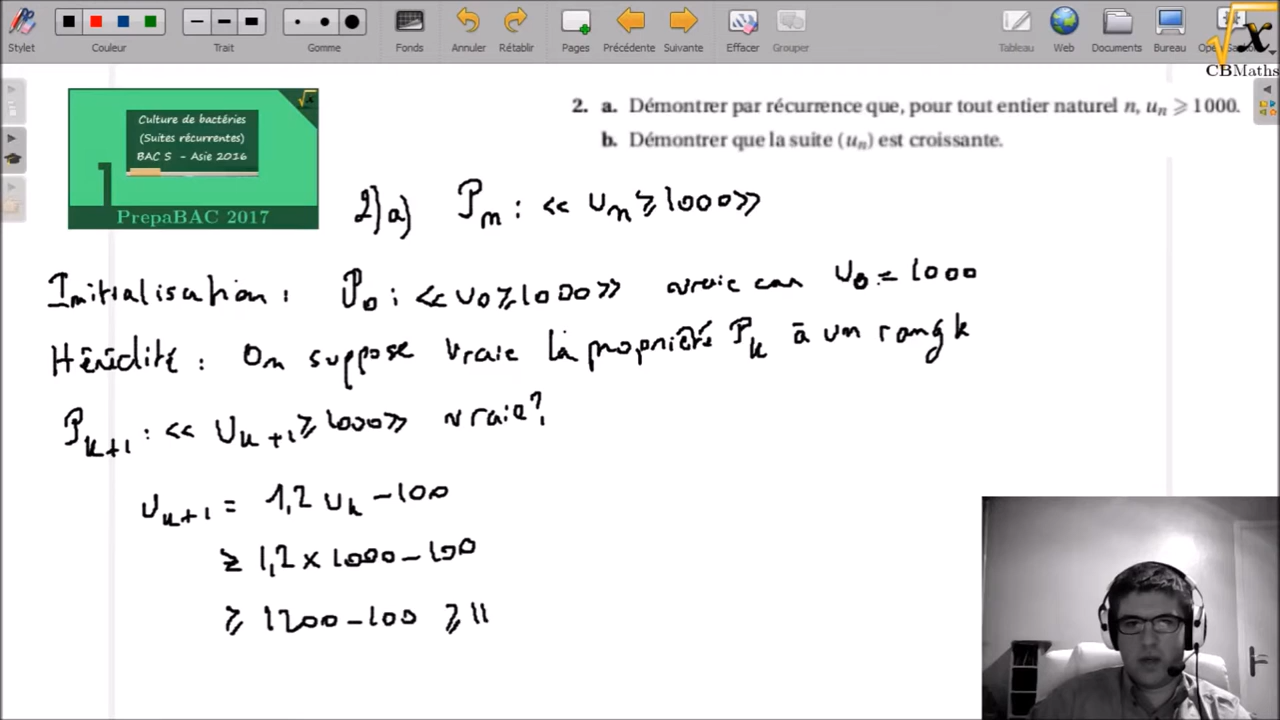 Stylet Couleur Trait Gomme Fonds Annuler Rétablir Pages Précédente Suivante Effacer Grouper Tableau Web Documents Bureau
√x
CBMaths
Culture de bactéries
(Suites récurrentes)
BAC S - Asie 2016
1
PrepaBAC 2017
2. a. Démontrer par récurrence que, pour tout entier naturel n, uₙ ⩾ 1000.
b. Démontrer que la suite (uₙ) est croissante.
2)a) Pₙ : « Uₙ ⩾ 1000 »
Initialisation : P₀ : « U₀ ⩾ 1000 » vraie car U₀ = 1000
Hérédité : On suppose vraie la propriété Pₖ à un rang k
Pₖ₊₁ : « Uₖ₊₁ ⩾ 1000 » vraie ?
Uₖ₊₁ = 1,2 Uₖ - 100
⩾ 1,2 × 1000 - 100
⩾ 1200 - 100 ⩾ 11